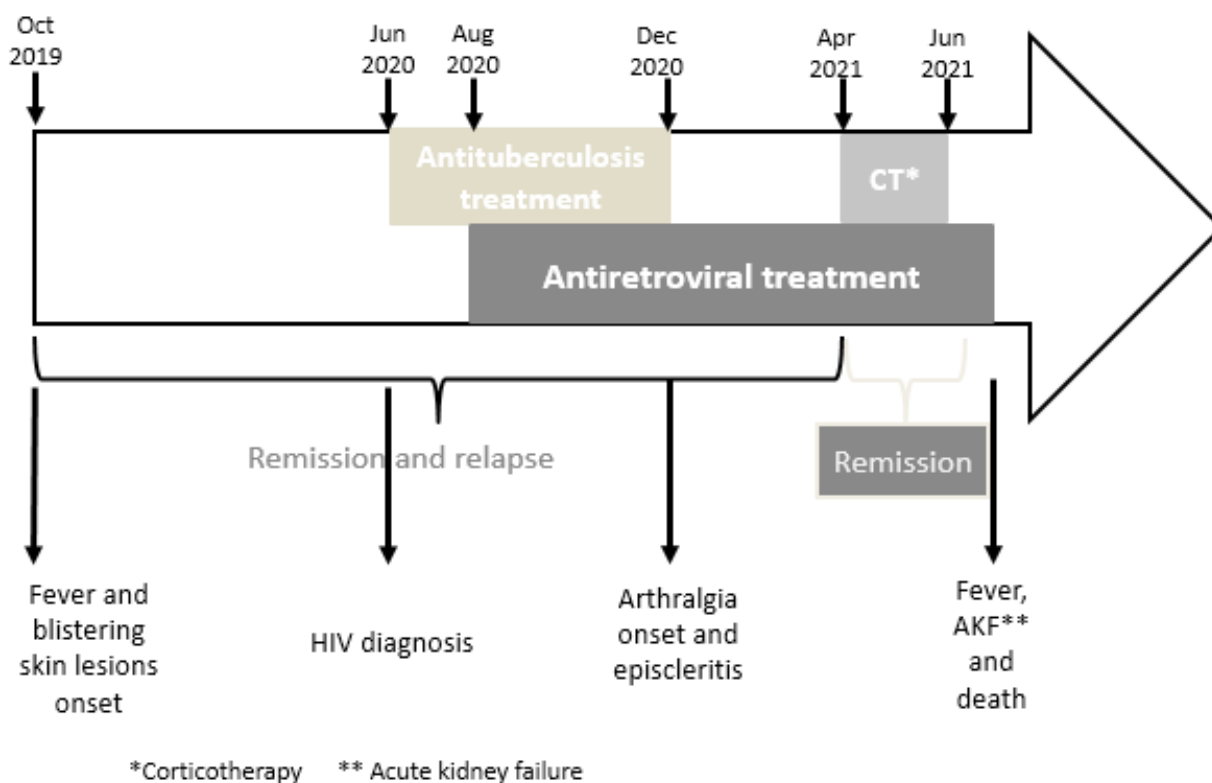 Oct
2019
Jun
2020
Aug
2020
Dec
2020
Apr
2021
Jun
2021
Antituberculosis
treatment
CT*
Antiretroviral treatment
Remission and relapse
Remission
Fever and
blistering
skin lesions
onset
HIV diagnosis
Arthralgia
onset and
episcleritis
Fever,
AKF**
and
death
*Corticotherapy ** Acute kidney failure